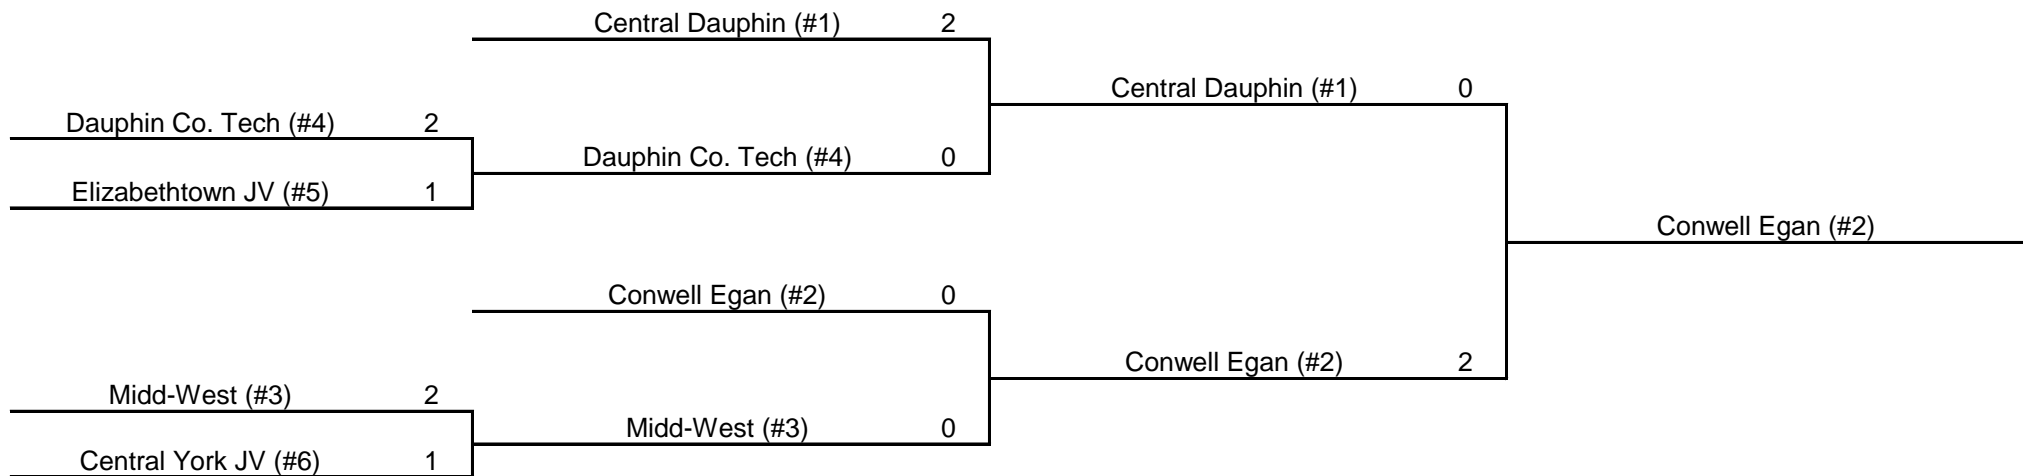 Central Dauphin (#1) 2
Central Dauphin (#1) 0
Dauphin Co. Tech (#4) 2
Dauphin Co. Tech (#4) 0
Elizabethtown JV (#5) 1
Conwell Egan (#2)
Conwell Egan (#2) 0
Conwell Egan (#2) 2
Midd-West (#3) 2
Midd-West (#3) 0
Central York JV (#6) 1